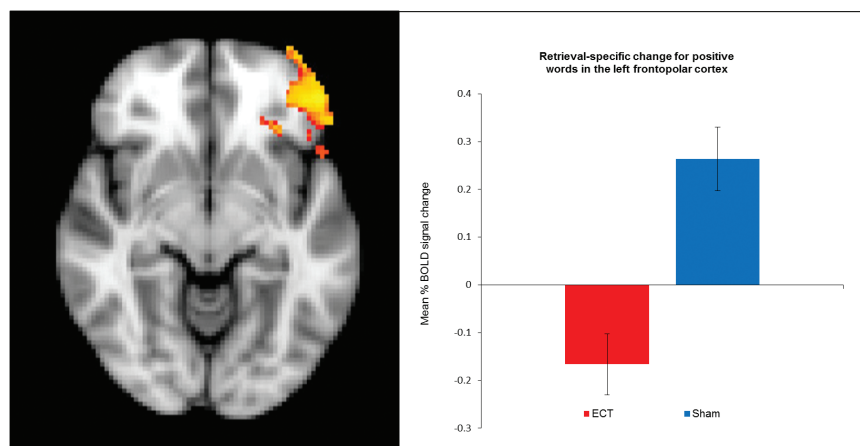 Retrieval-specific change for positive
words in the left frontopolar cortex
0.4
0.3
0.2
0.1
0
-0.1
-0.2
-0.3
Mean % BOLD signal change
ECT
Sham